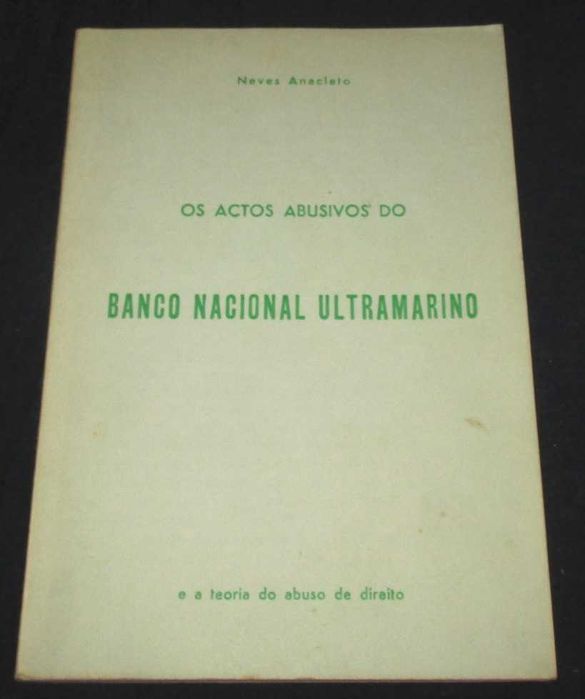 Neves Anacleto
OS ACTOS ABUSIVOS DO
BANCO NACIONAL ULTRAMARINO
e a teoria do abuso de direito